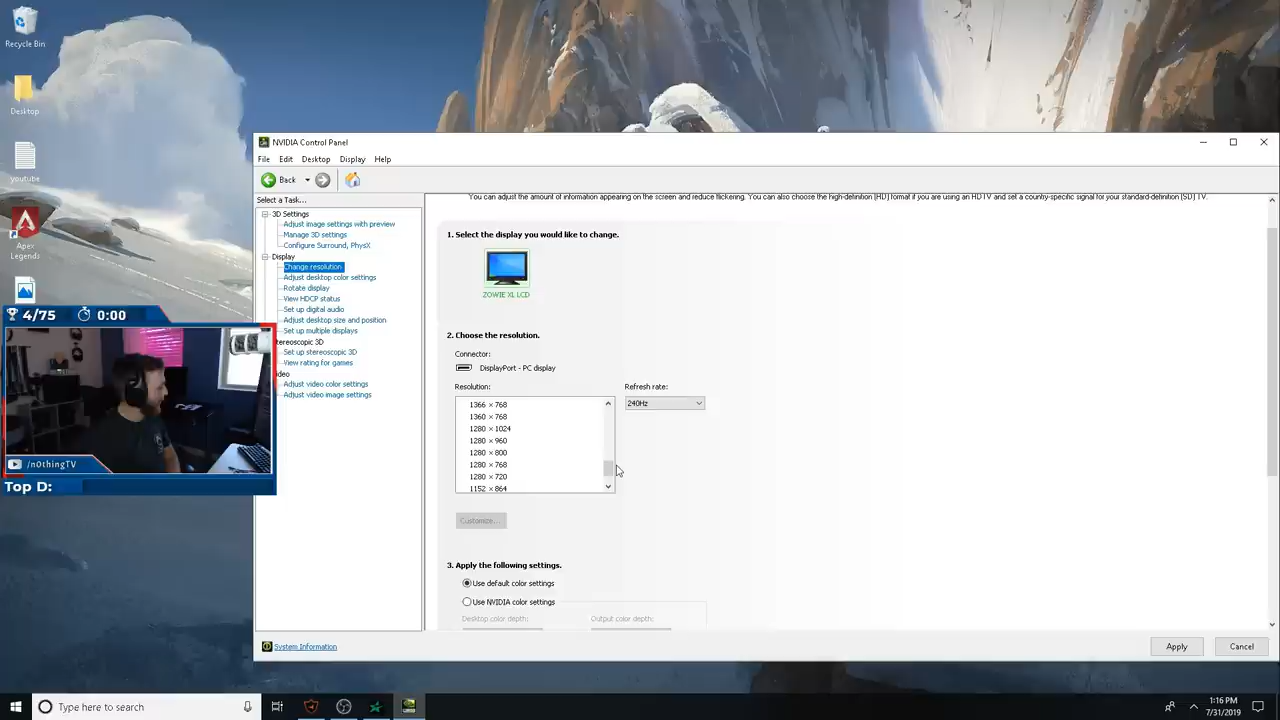 Recycle Bin
Desktop
youtube
Apex
Legends
NVIDIA Control Panel
File Edit Desktop Display Help
Back
Select a Task...
3D Settings
Adjust image settings with preview
Manage 3D settings
Configure Surround, PhysX
Display
Change resolution
Adjust desktop color settings
Rotate display
View HDCP status
Set up digital audio
Adjust desktop size and position
Set up multiple displays
tereoscopic 3D
Set up stereoscopic 3D
View rating for games
ideo
Adjust video color settings
Adjust video image settings
System Information
You can adjust the amount of information appearing on the screen and reduce flickering. You can also choose the high-definition (HD) format if you are using an HDTV and set a country-specific signal for your standard-definition (SD) TV.
1. Select the display you would like to change.
ZOWIE XL LCD
2. Choose the resolution.
Connector:
DisplayPort - PC display
Resolution:
Refresh rate:
240Hz
1366 × 768
1360 × 768
1280 × 1024
1280 × 960
1280 × 800
1280 × 768
1280 × 720
1152 × 864
Customize...
3. Apply the following settings.
Use default color settings
Use NVIDIA color settings
Desktop color depth:
Output color depth:
Apply
Cancel
4/75
0:00
/n0thingTV
Top D:
Type here to search
1:16 PM
7/31/2019